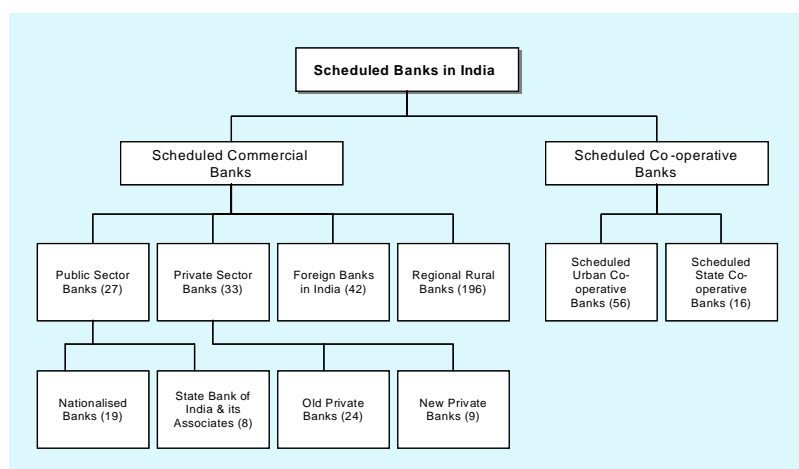 Scheduled Banks in India
Scheduled Commercial
Banks
Scheduled Co-operative
Banks
Public Sector
Banks (27)
Private Sector
Banks (33)
Foreign Banks
in India (42)
Regional Rural
Banks (196)
Scheduled
Urban Co-
operative
Banks (56)
Scheduled
State Co-
operative
Banks (16)
Nationalised
Banks (19)
State Bank of
India & its
Associates (8)
Old Private
Banks (24)
New Private
Banks (9)